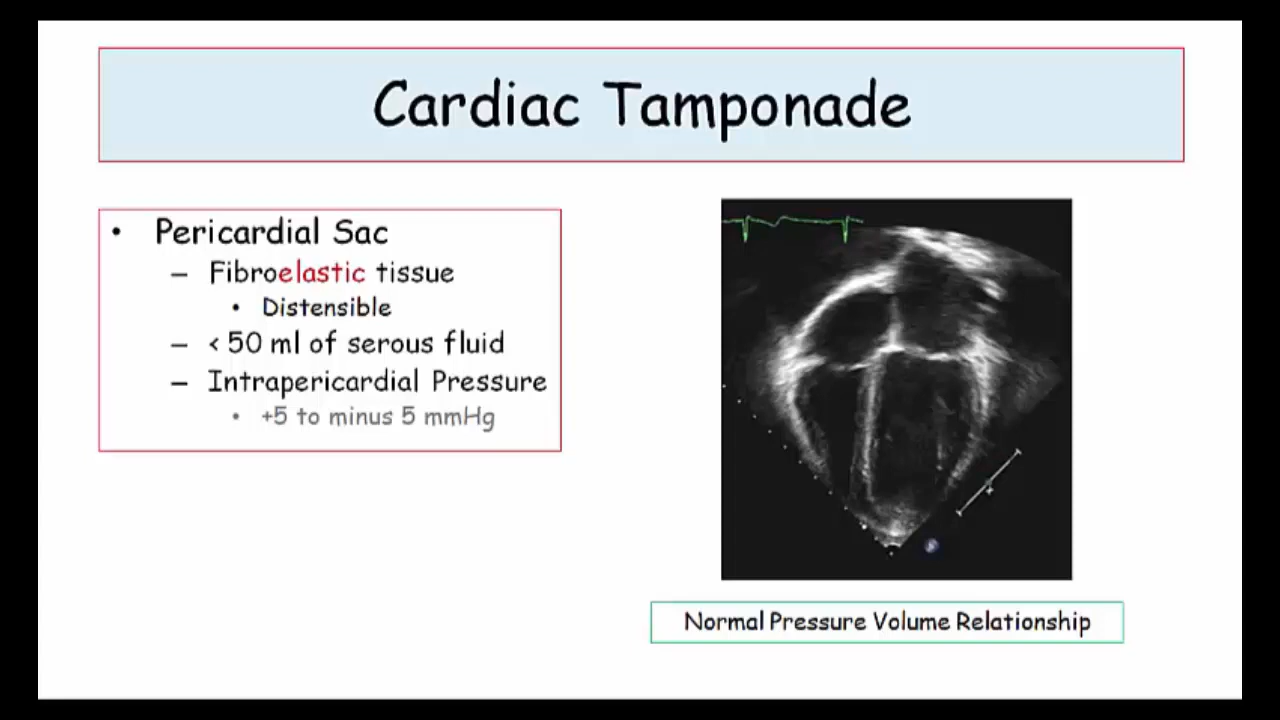 Cardiac Tamponade
• Pericardial Sac
– Fibroelastic tissue
• Distensible
– < 50 ml of serous fluid
– Intrapericardial Pressure
• +5 to minus 5 mmHg
Normal Pressure Volume Relationship